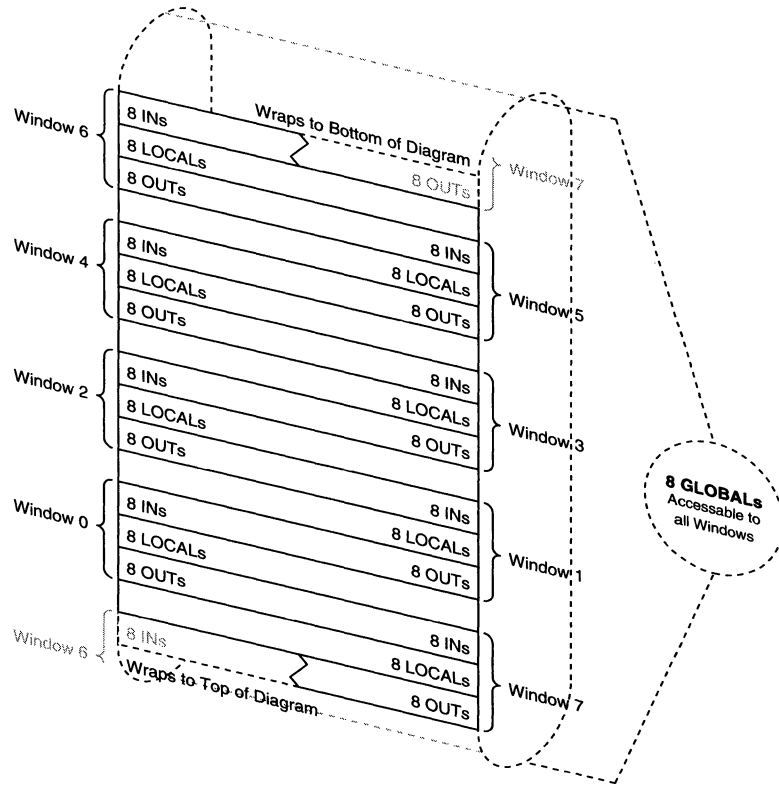 Wraps to Bottom of Diagram
Window 6
8 INs
8 LOCALs
8 OUTs
8 OUTs
Window 7
Window 4
8 INs
8 LOCALs
8 OUTs
8 INs
8 LOCALs
8 OUTs
Window 5
Window 2
8 INs
8 LOCALs
8 OUTs
8 INs
8 LOCALs
8 OUTs
Window 3
8 GLOBALs
Accessable to
all Windows
Window 0
8 INs
8 LOCALs
8 OUTs
8 INs
8 LOCALs
8 OUTs
Window 1
Window 6
8 INs
8 INs
8 LOCALs
8 OUTs
Window 7
Wraps to Top of Diagram